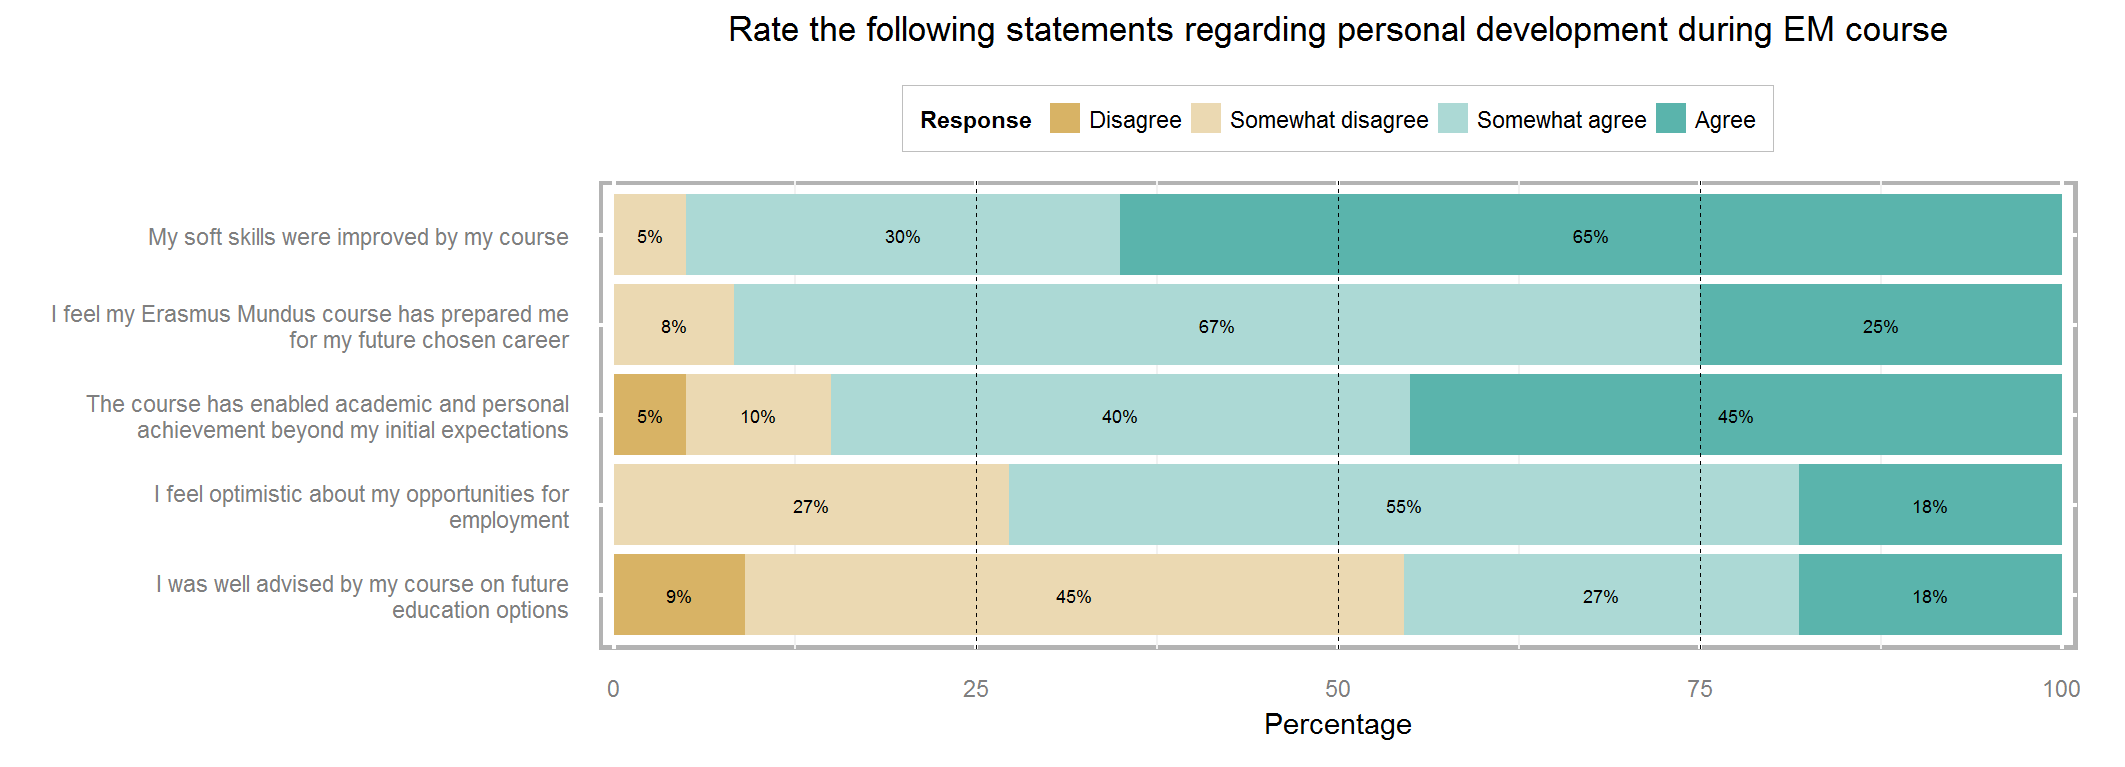 Rate the following statements regarding personal development during EM course
Response Disagree Somewhat disagree Somewhat agree Agree
My soft skills were improved by my course
5% 30% 65%
I feel my Erasmus Mundus course has prepared me
for my future chosen career
8% 67% 25%
The course has enabled academic and personal
achievement beyond my initial expectations
5% 10% 40% 45%
I feel optimistic about my opportunities for
employment
27% 55% 18%
I was well advised by my course on future
education options
9% 45% 27% 18%
0 25 50 75 100
Percentage